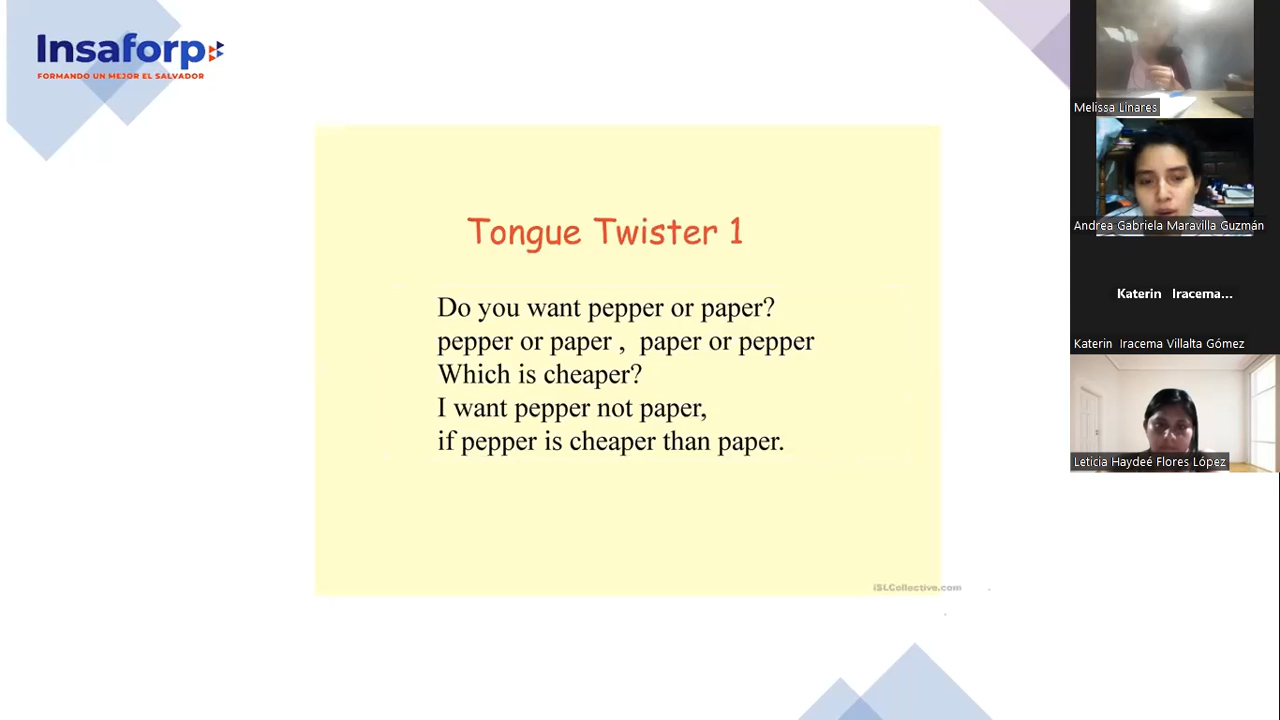 Insaforp
FORMANDO UN MEJOR EL SALVADOR
Tongue Twister 1
Do you want pepper or paper?
pepper or paper ,  paper or pepper
Which is cheaper?
I want pepper not paper,
if pepper is cheaper than paper.
iSLCollective.com
Melissa Linares
Andrea Gabriela Maravilla Guzmán
Katerin Iracema...
Katerin Iracema Villalta Gómez
Leticia Haydeé Flores López